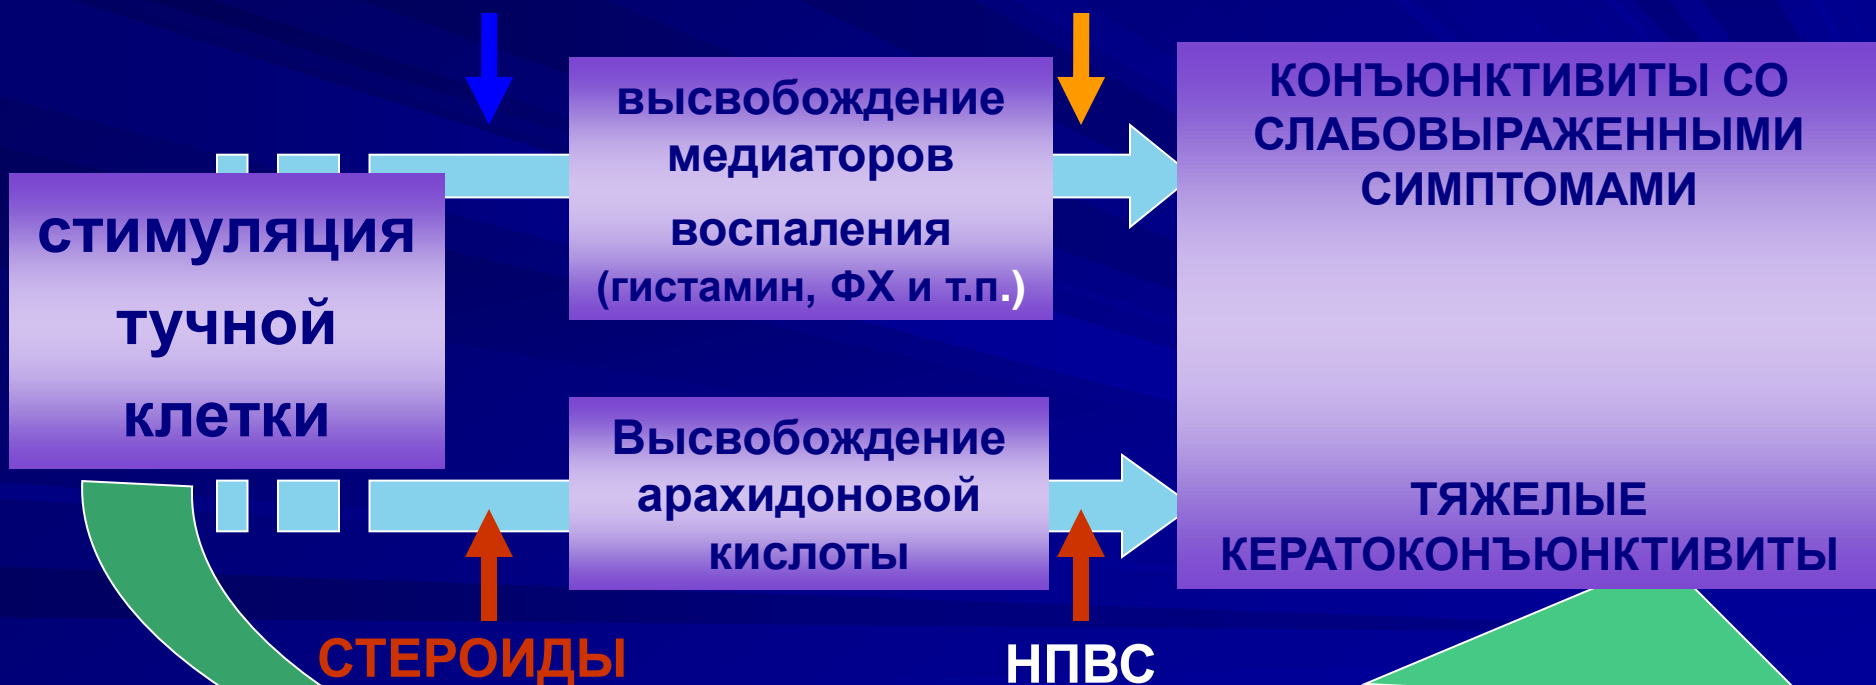 стимуляция
тучной
клетки
высвобождение
медиаторов
воспаления
(гистамин, ФХ и т.п.)
Высвобождение
арахидоновой
кислоты
КОНЪЮНКТИВИТЫ СО
СЛАБОВЫРАЖЕННЫМИ
СИМПТОМАМИ
ТЯЖЕЛЫЕ
КЕРАТОКОНЪЮНКТИВИТЫ
СТЕРОИДЫ
НПВС